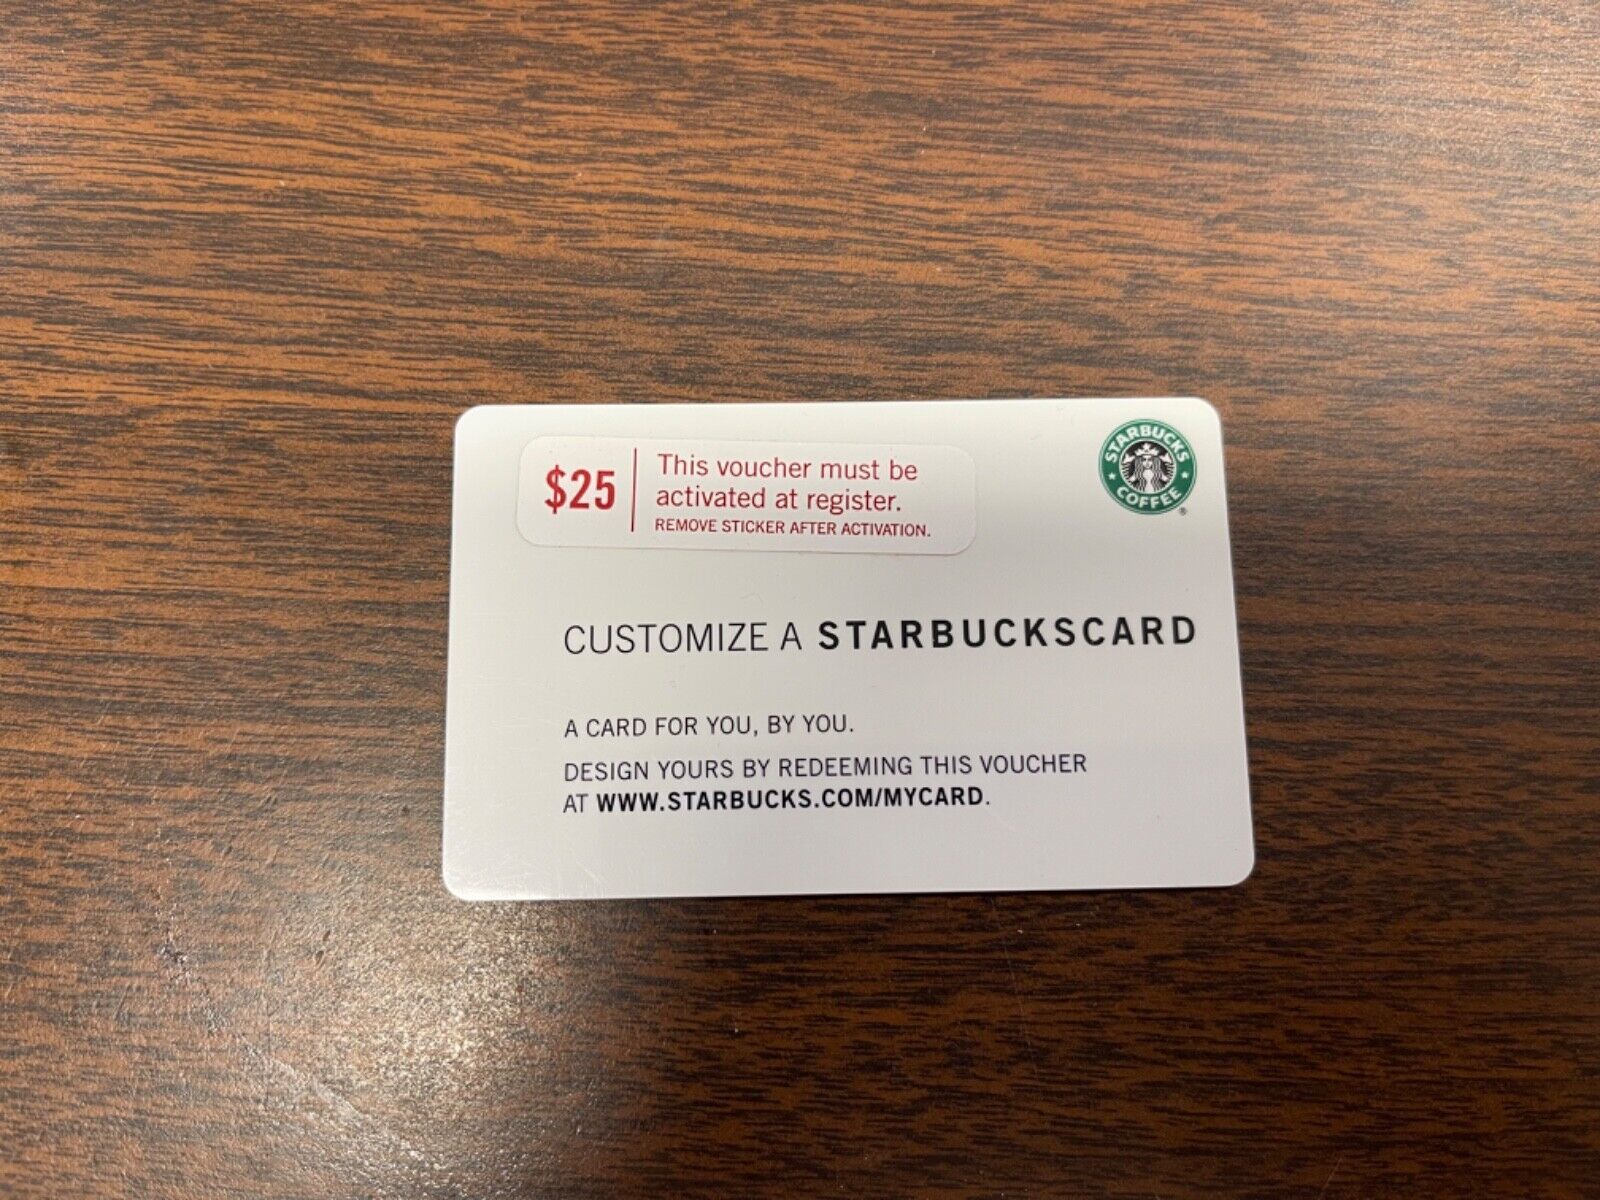 $25
This voucher must be
activated at register.
REMOVE STICKER AFTER ACTIVATION.
STARBUCKS
COFFEE
®
CUSTOMIZE A STARBUCKSCARD
A CARD FOR YOU, BY YOU.
DESIGN YOURS BY REDEEMING THIS VOUCHER
AT WWW.STARBUCKS.COM/MYCARD.